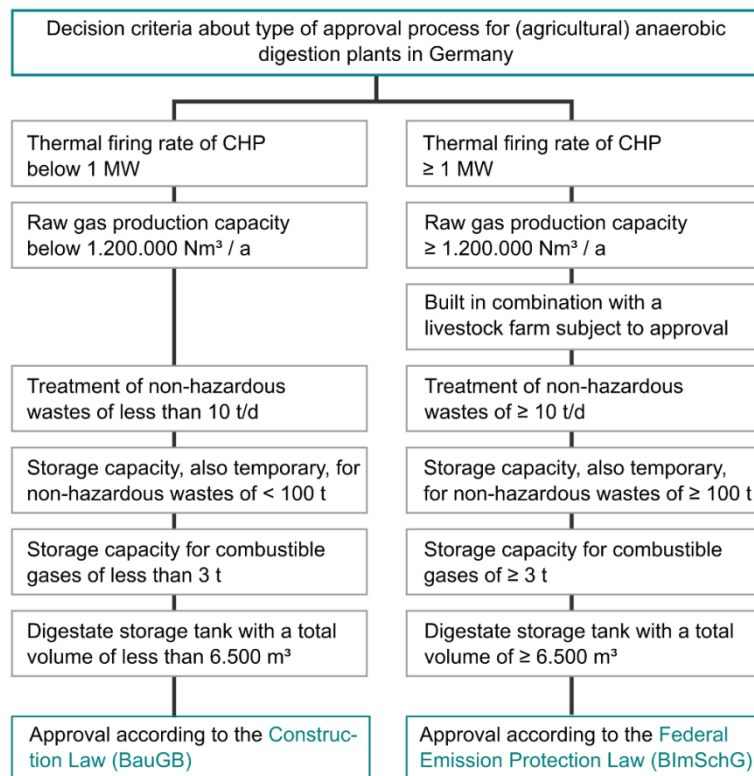 Decision criteria about type of approval process for (agricultural) anaerobic
digestion plants in Germany
Thermal firing rate of CHP
below 1 MW
Raw gas production capacity
below 1.200.000 Nm³ / a
Treatment of non-hazardous
wastes of less than 10 t/d
Storage capacity, also temporary, for
non-hazardous wastes of < 100 t
Storage capacity for combustible
gases of less than 3 t
Digestate storage tank with a total
volume of less than 6.500 m³
Approval according to the Construc-
tion Law (BauGB)
Thermal firing rate of CHP
≥ 1 MW
Raw gas production capacity
≥ 1.200.000 Nm³ / a
Built in combination with a
livestock farm subject to approval
Treatment of non-hazardous
wastes of ≥ 10 t/d
Storage capacity, also temporary,
for non-hazardous wastes of ≥ 100 t
Storage capacity for combustible
gases of ≥ 3 t
Digestate storage tank with a total
volume of ≥ 6.500 m³
Approval according to the Federal
Emission Protection Law (BImSchG)